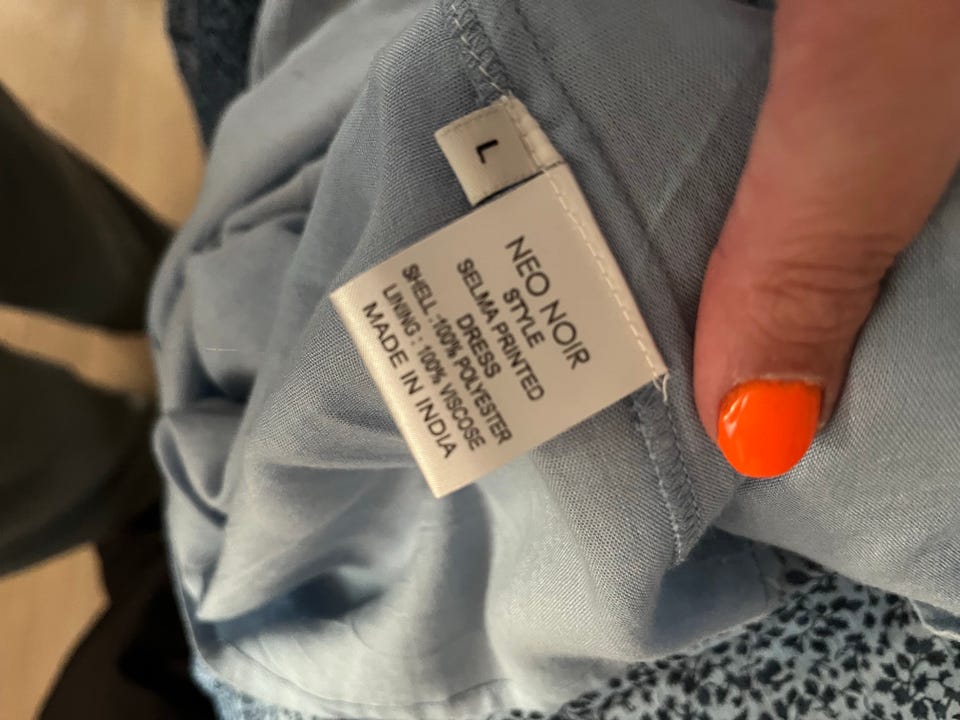 L
NEO NOIR
STYLE
SELMA PRINTED
DRESS
SHELL :100% POLYESTER
LINING : 100% VISCOSE
MADE IN INDIA